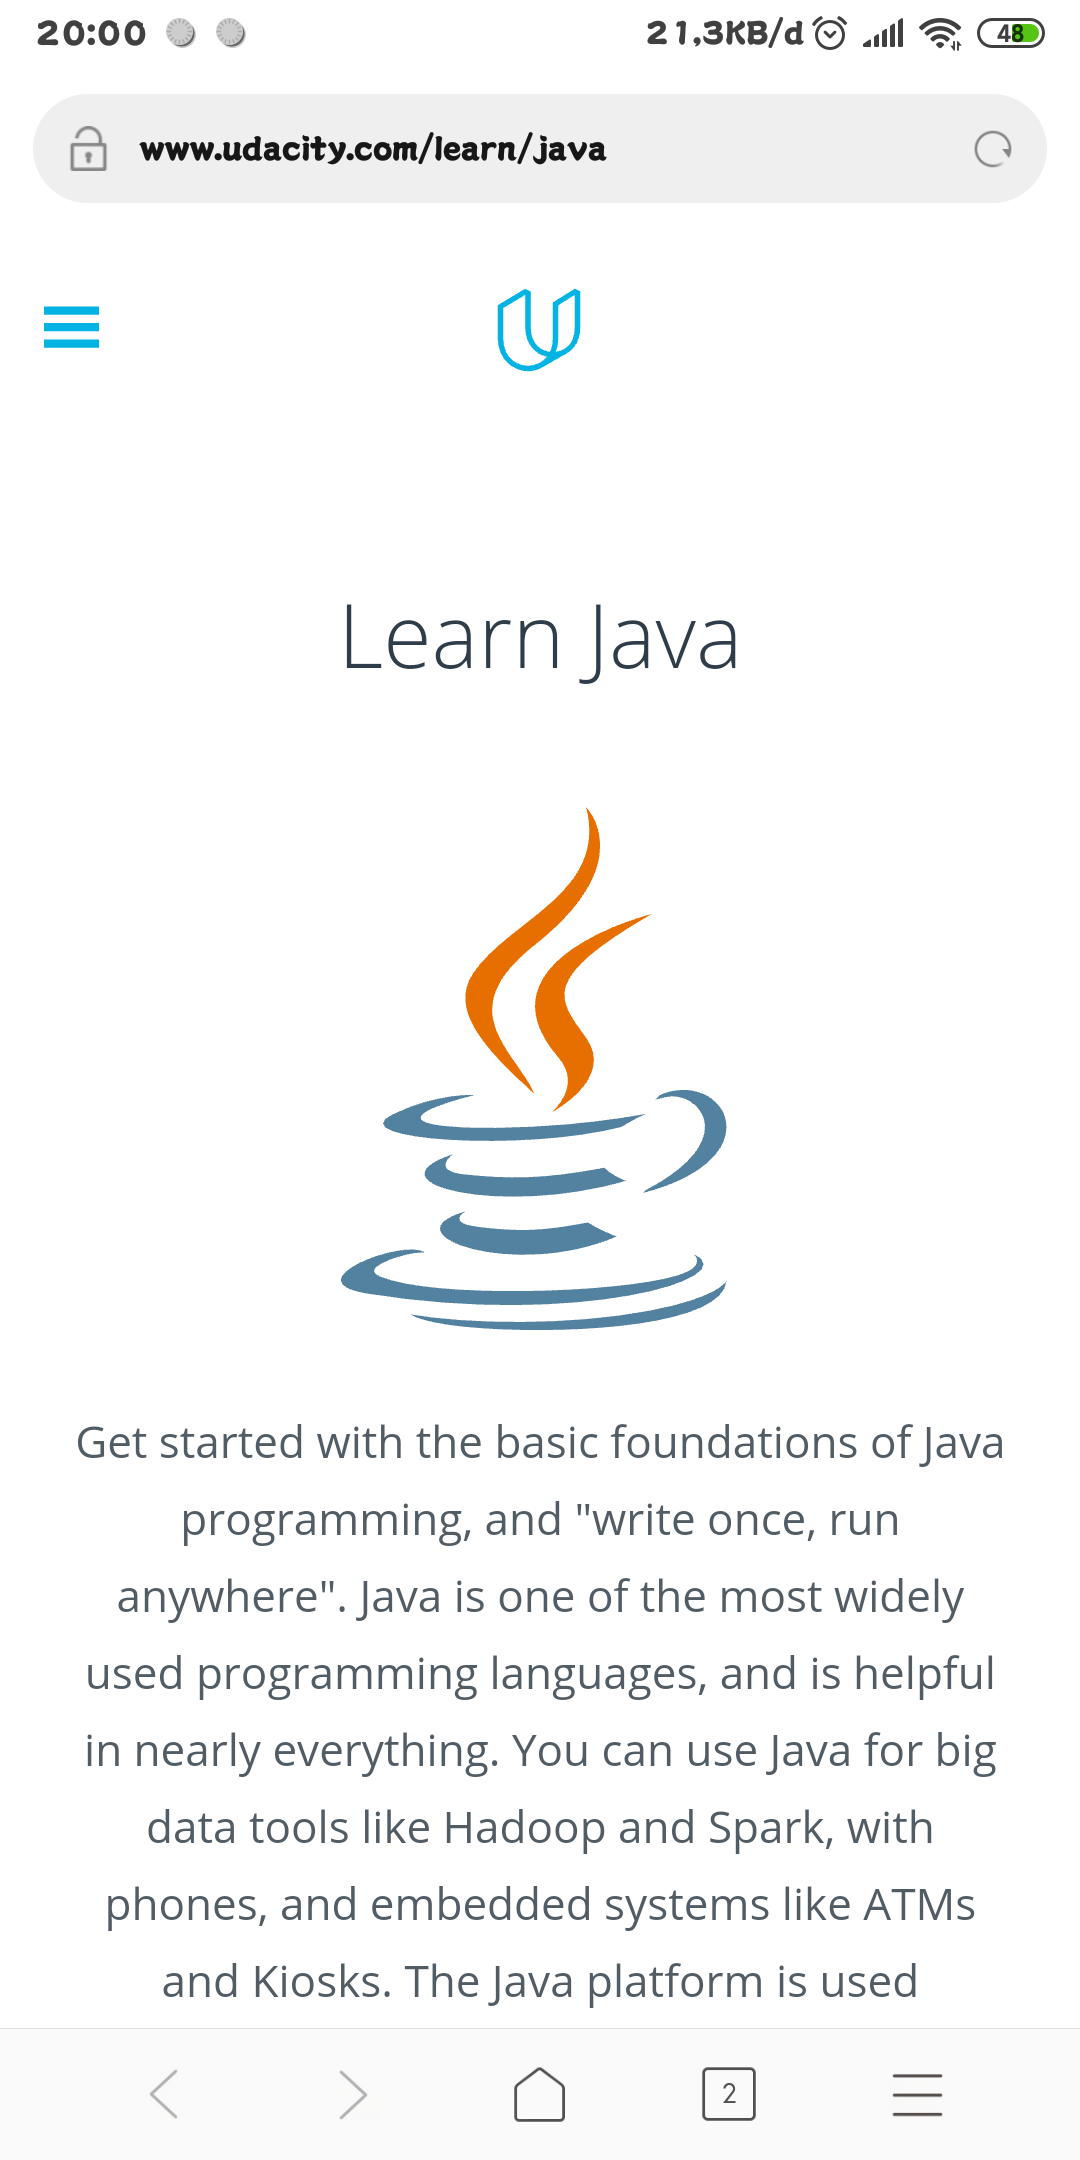 20:00 21,3KB/d 48
www.udacity.com/learn/java
Learn Java
Get started with the basic foundations of Java
programming, and "write once, run
anywhere". Java is one of the most widely
used programming languages, and is helpful
in nearly everything. You can use Java for big
data tools like Hadoop and Spark, with
phones, and embedded systems like ATMs
and Kiosks. The Java platform is used
2